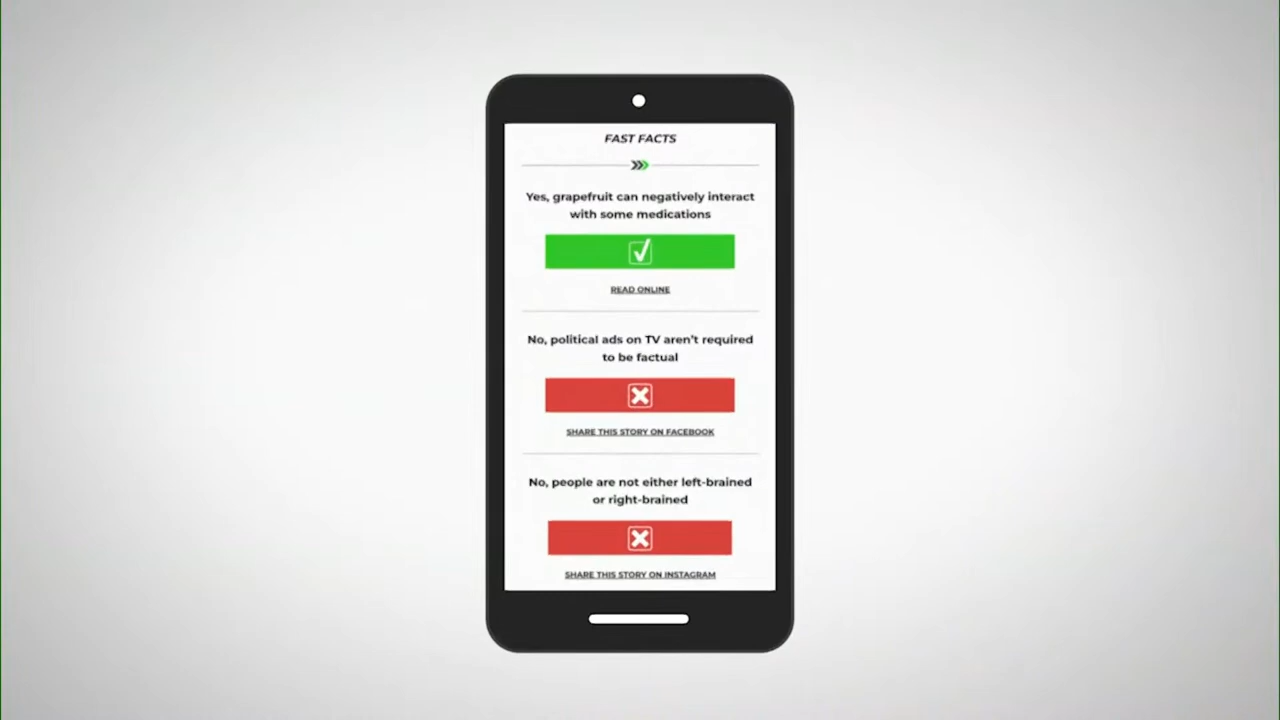 FAST FACTS
Yes, grapefruit can negatively interact
with some medications
READ ONLINE
No, political ads on TV aren't required
to be factual
SHARE THIS STORY ON FACEBOOK
No, people are not either left-brained
or right-brained
SHARE THIS STORY ON INSTAGRAM